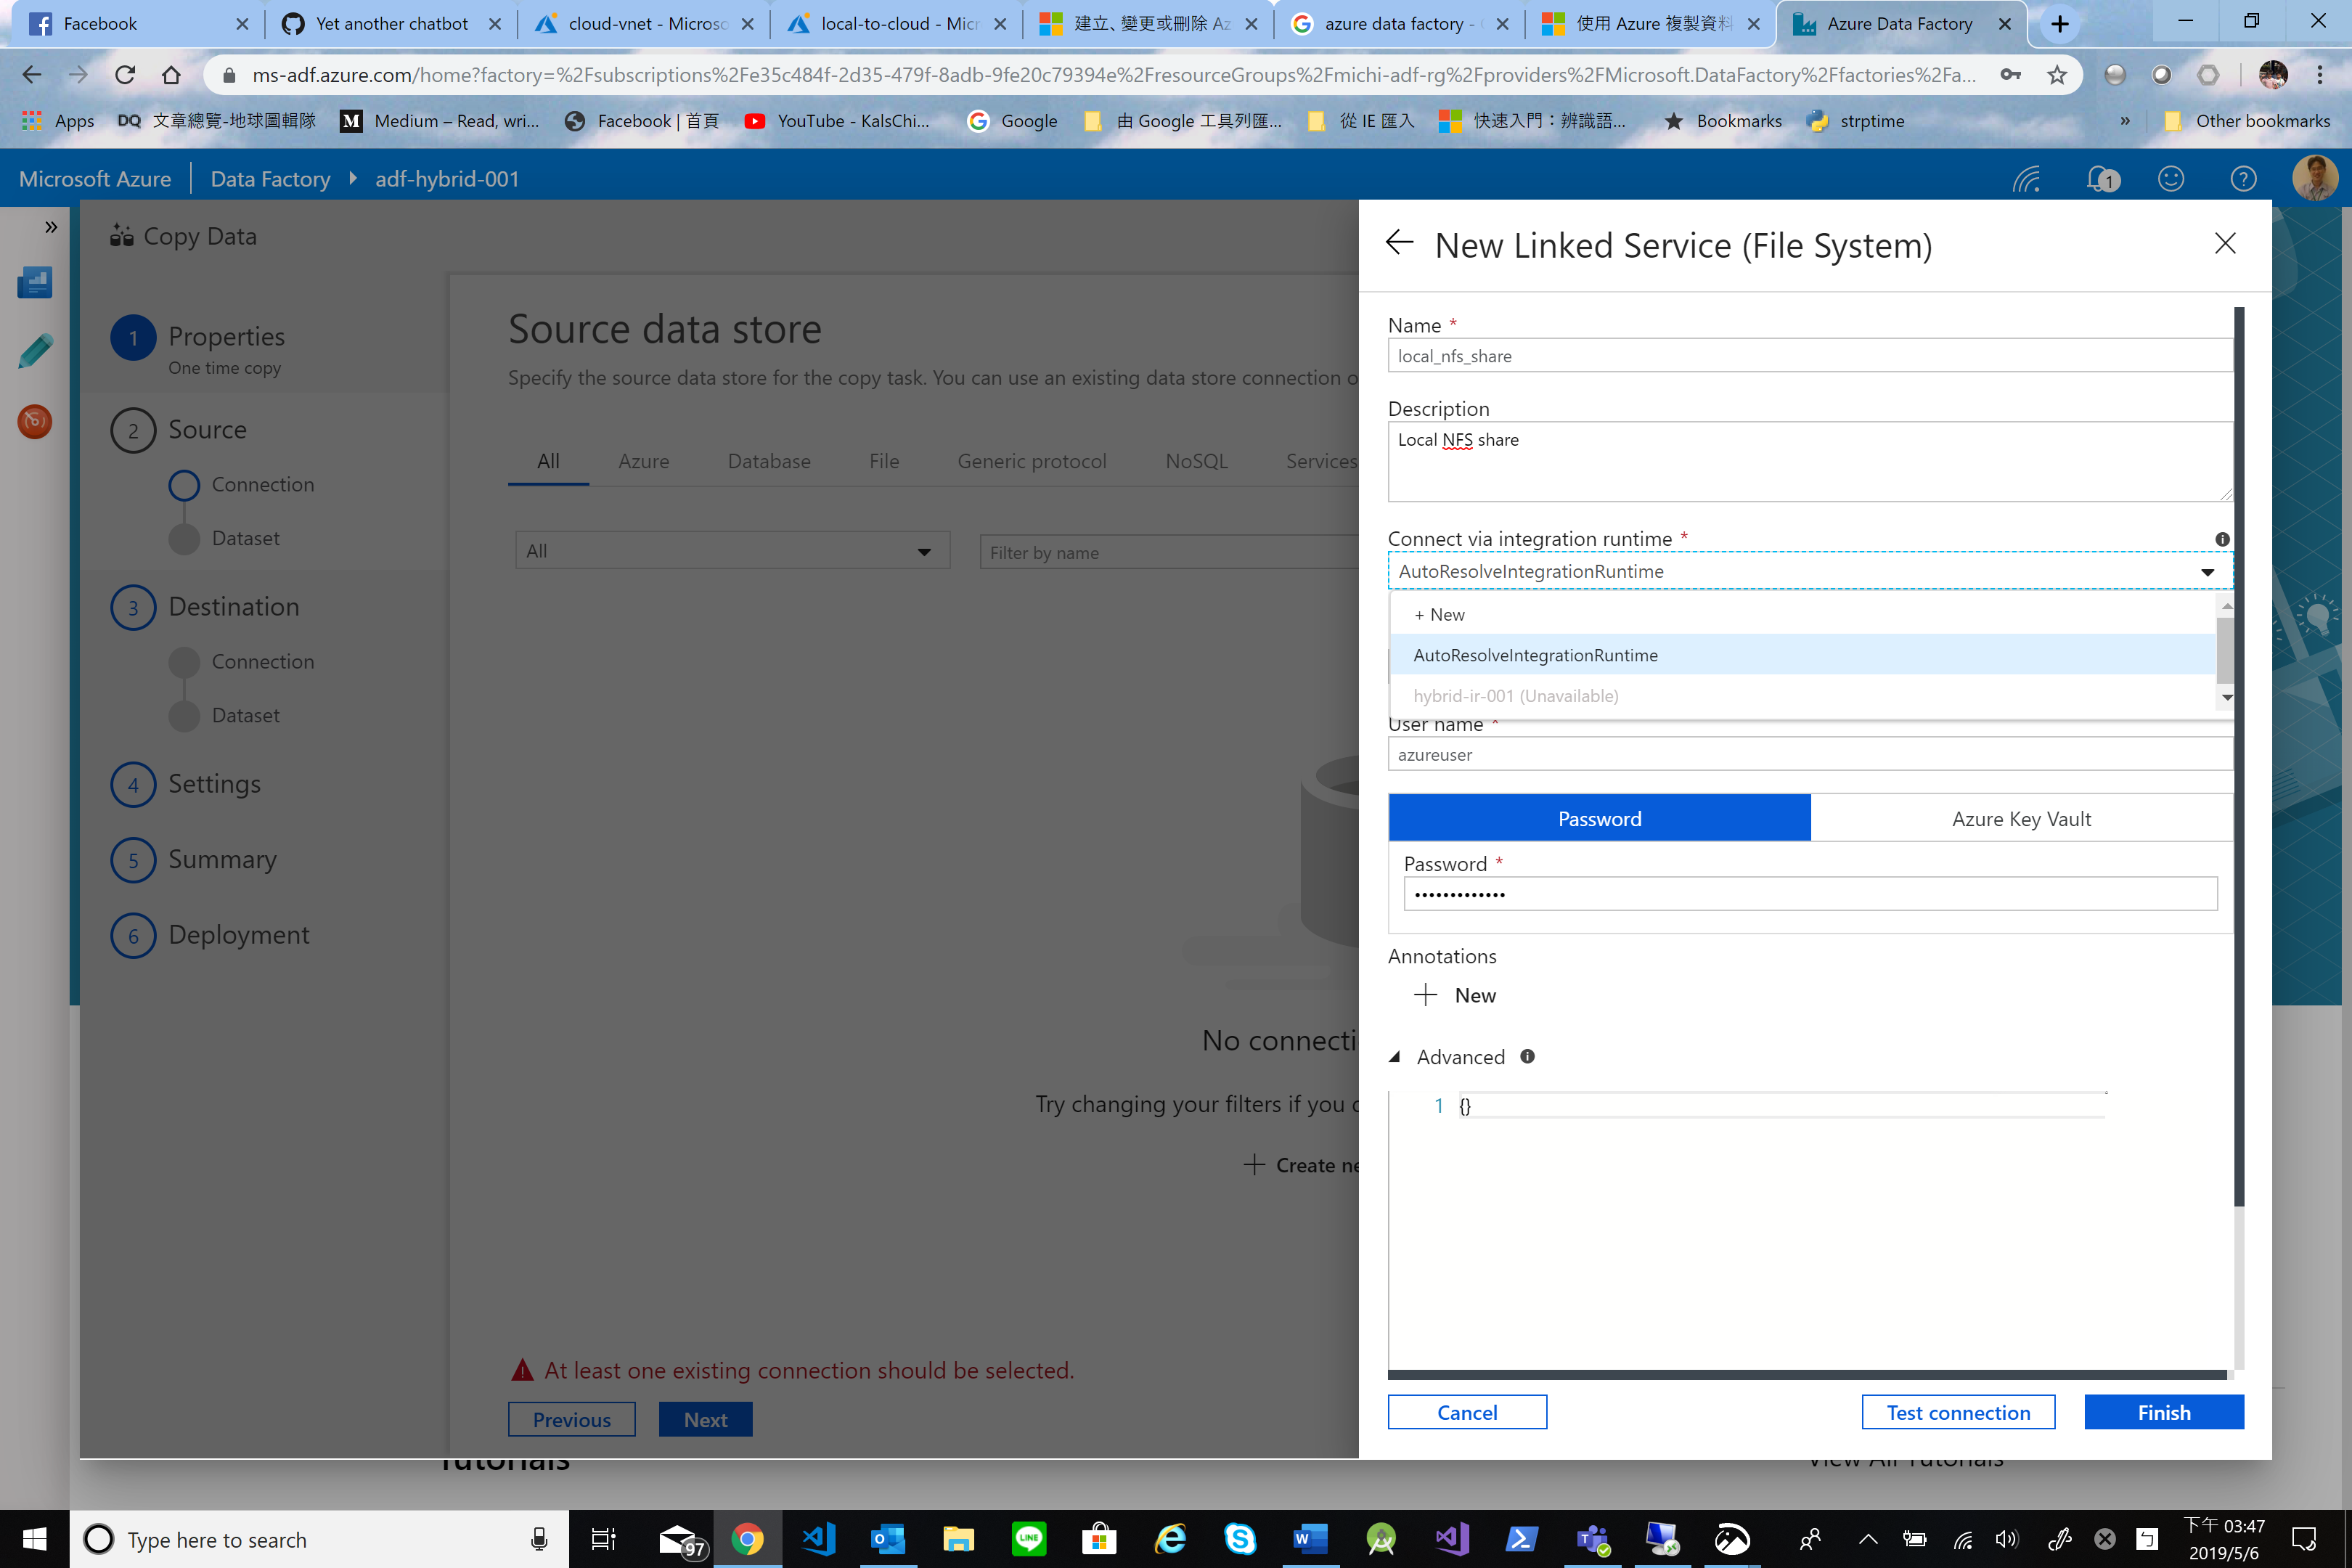 Facebook
Yet another chatbot
cloud-vnet - Microso
local-to-cloud - Micr
建立、變更或刪除 Az
azure data factory -
使用 Azure 複製資料
Azure Data Factory
ms-adf.azure.com/home?factory=%2Fsubscriptions%2Fe35c484f-2d35-479f-8adb-9fe20c79394e%2FresourceGroups%2Fmichi-adf-rg%2Fproviders%2FMicrosoft.DataFactory%2Ffactories%2Fa...
Apps
DQ 文章總覽-地球圖輯隊
M Medium – Read, wri...
Facebook | 首頁
YouTube - KalsChi...
Google
由 Google 工具列匯...
從 IE 匯入
快速入門：辨識語...
Bookmarks
strptime
»
Other bookmarks
Microsoft Azure
Data Factory
adf-hybrid-001
1
Copy Data
1 Properties
One time copy
2 Source
Connection
Dataset
3 Destination
Connection
Dataset
4 Settings
5 Summary
6 Deployment
Source data store
Specify the source data store for the copy task. You can use an existing data store connection o
All
Azure
Database
File
Generic protocol
NoSQL
Services
All
Filter by name
No connecti
Try changing your filters if you
Create ne
At least one existing connection should be selected.
Previous
Next
Tutorials
View All Tutorials
New Linked Service (File System)
Name *
local_nfs_share
Description
Local NFS share
Connect via integration runtime *
AutoResolveIntegrationRuntime
+ New
AutoResolveIntegrationRuntime
hybrid-ir-001 (Unavailable)
User name *
azureuser
Password
Azure Key Vault
Password *
•••••••••••••
Annotations
New
Advanced
1 {}
Cancel
Test connection
Finish
Type here to search
97
LINE
下午 03:47
2019/5/6